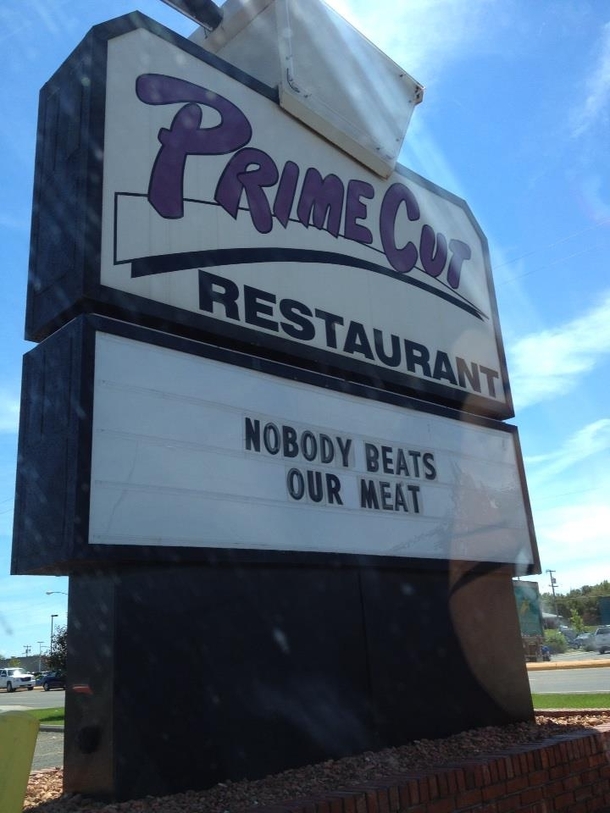 PRIME CUT
RESTAURANT
NOBODY BEATS
OUR MEAT